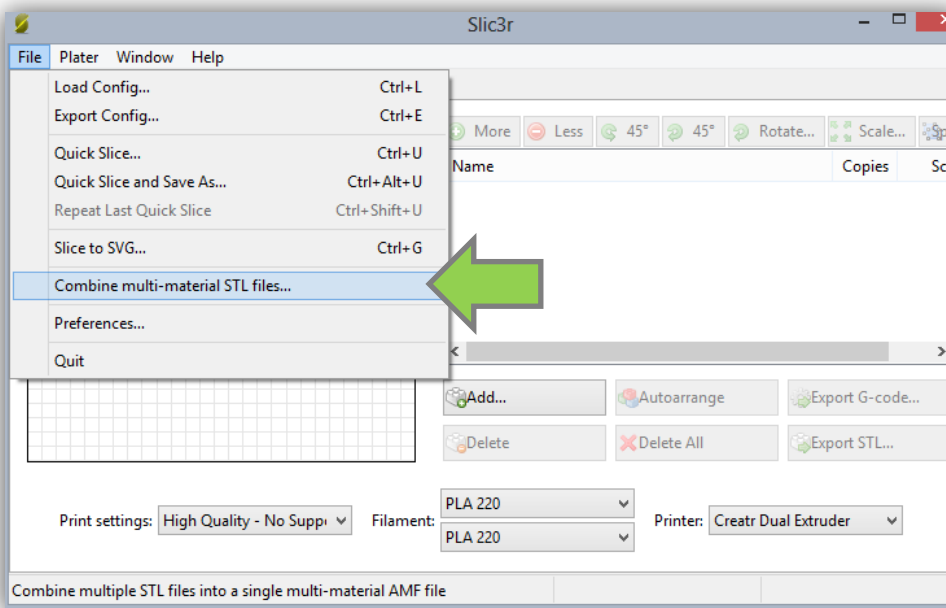 Slic3r
File Plater Window Help
Load Config... Ctrl+L
Export Config... Ctrl+E
Quick Slice... Ctrl+U
Quick Slice and Save As... Ctrl+Alt+U
Repeat Last Quick Slice Ctrl+Shift+U
Slice to SVG... Ctrl+G
Combine multi-material STL files...
Preferences...
Quit
More Less 45° 45° Rotate... Scale...
Name Copies
Add... Autoarrange Export G-code...
Delete Delete All Export STL...
Print settings: High Quality - No Filament: PLA 220 Printer: Creatr Dual Extruder
PLA 220
Combine multiple STL files into a single multi-material AMF file